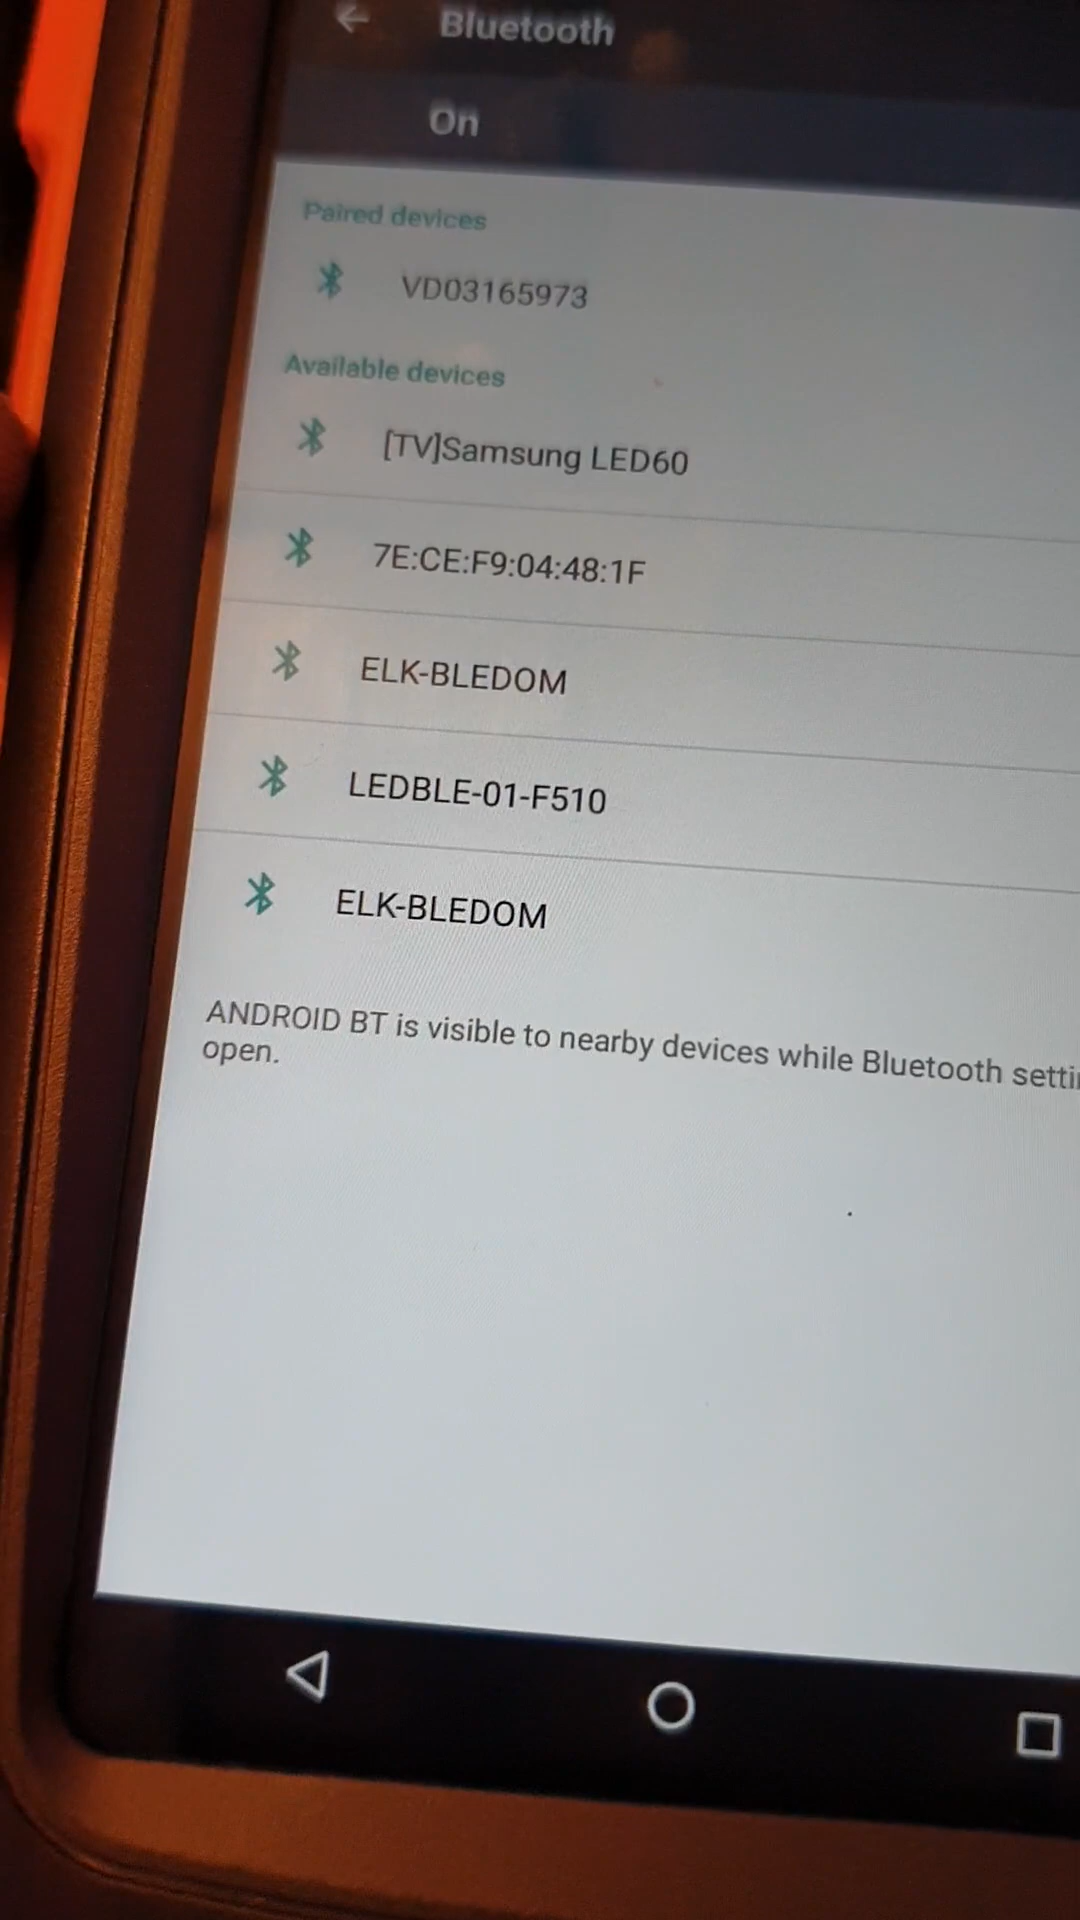 Bluetooth
On
Paired devices
VD03165973
Available devices
[TV]Samsung LED60
7E:CE:F9:04:48:1F
ELK-BLEDOM
LEDBLE-01-F510
ELK-BLEDOM
ANDROID BT is visible to nearby devices while Bluetooth
open.